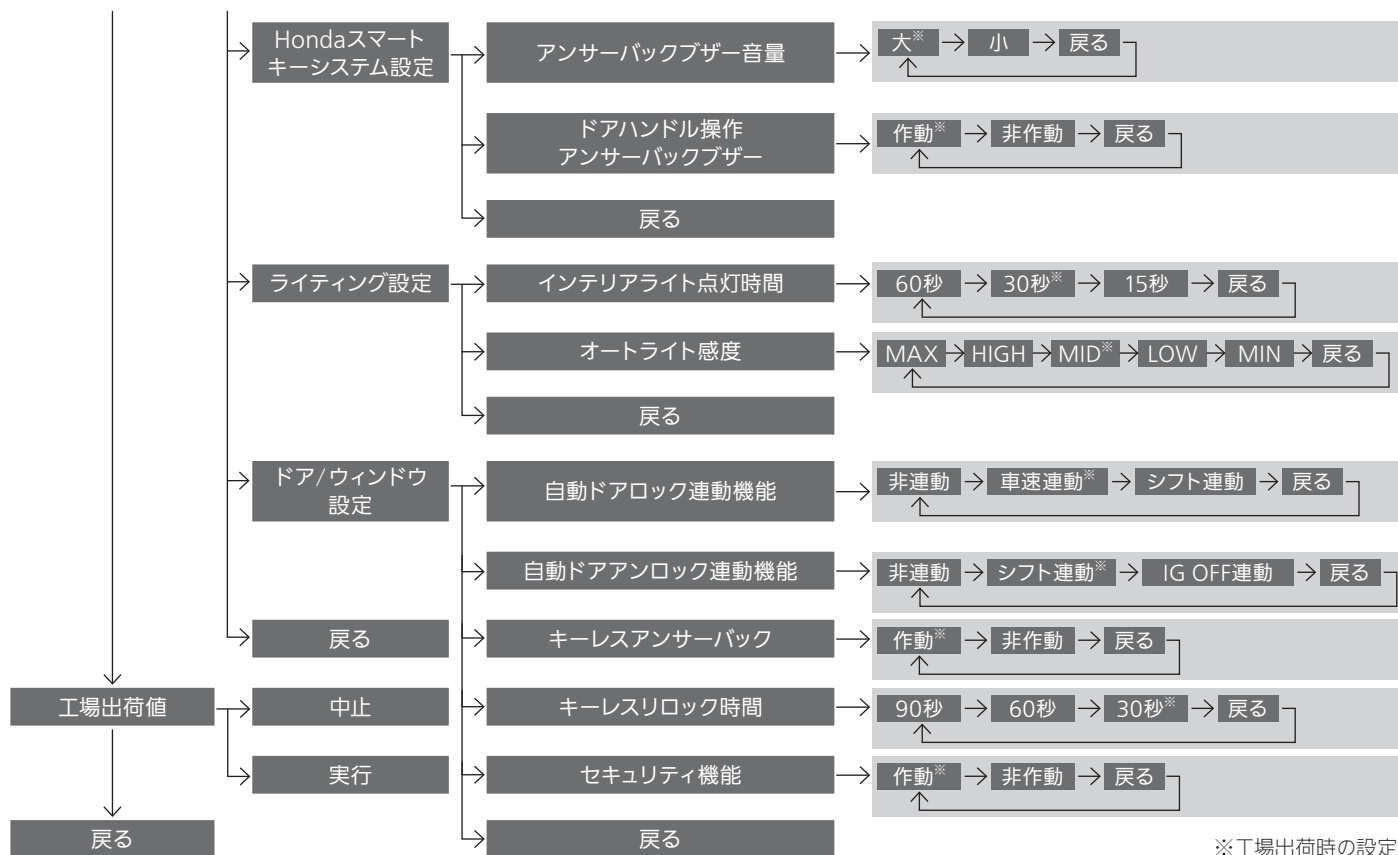 Hondaスマート
キーシステム設定
アンサーバックブザー音量
大※ 小 戻る
ドアハンドル操作
アンサーバックブザー
作動※ 非作動 戻る
戻る
ライティング設定
インテリアライト点灯時間
60秒 30秒※ 15秒 戻る
オートライト感度
MAX HIGH MID※ LOW MIN 戻る
戻る
ドア/ウィンドウ
設定
自動ドアロック連動機能
非連動 車速連動※ シフト連動 戻る
自動ドアアンロック連動機能
非連動 シフト連動※ IG OFF連動 戻る
戻る
キーレスアンサーバック
作動※ 非作動 戻る
工場出荷値
中止
キーレスリロック時間
90秒 60秒 30秒※ 戻る
実行
セキュリティ機能
作動※ 非作動 戻る
戻る
戻る
※工場出荷時の設定